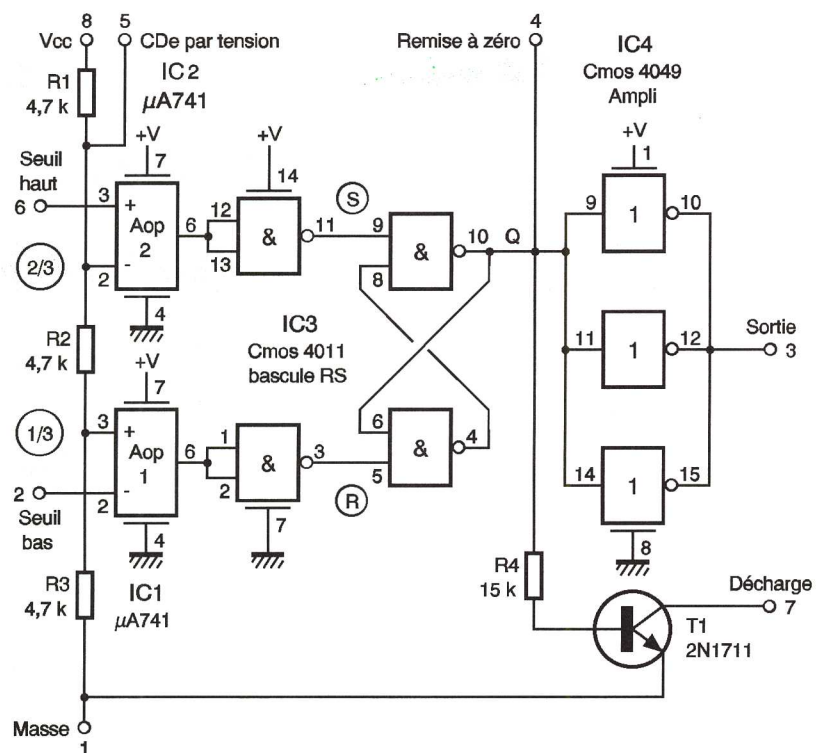 8
Vcc
5
CDe par tension
R1
4,7 k
IC2
µA741
+V
7
Seuil
haut
6
3
+
Aop
2
-
2
4
6
2/3
+V
14
12
13
&
11
S
9
8
&
10
Q
Remise à zéro
4
IC4
Cmos 4049
Ampli
+V
1
9
1
10
11
1
12
14
1
15
8
Sortie
3
R2
4,7 k
IC3
Cmos 4011
bascule RS
+V
7
1/3
3
+
Aop
1
-
2
4
6
2
Seuil
bas
1
2
&
3
7
R
6
5
&
4
R3
4,7 k
IC1
µA741
R4
15 k
Décharge
7
T1
2N1711
Masse
1